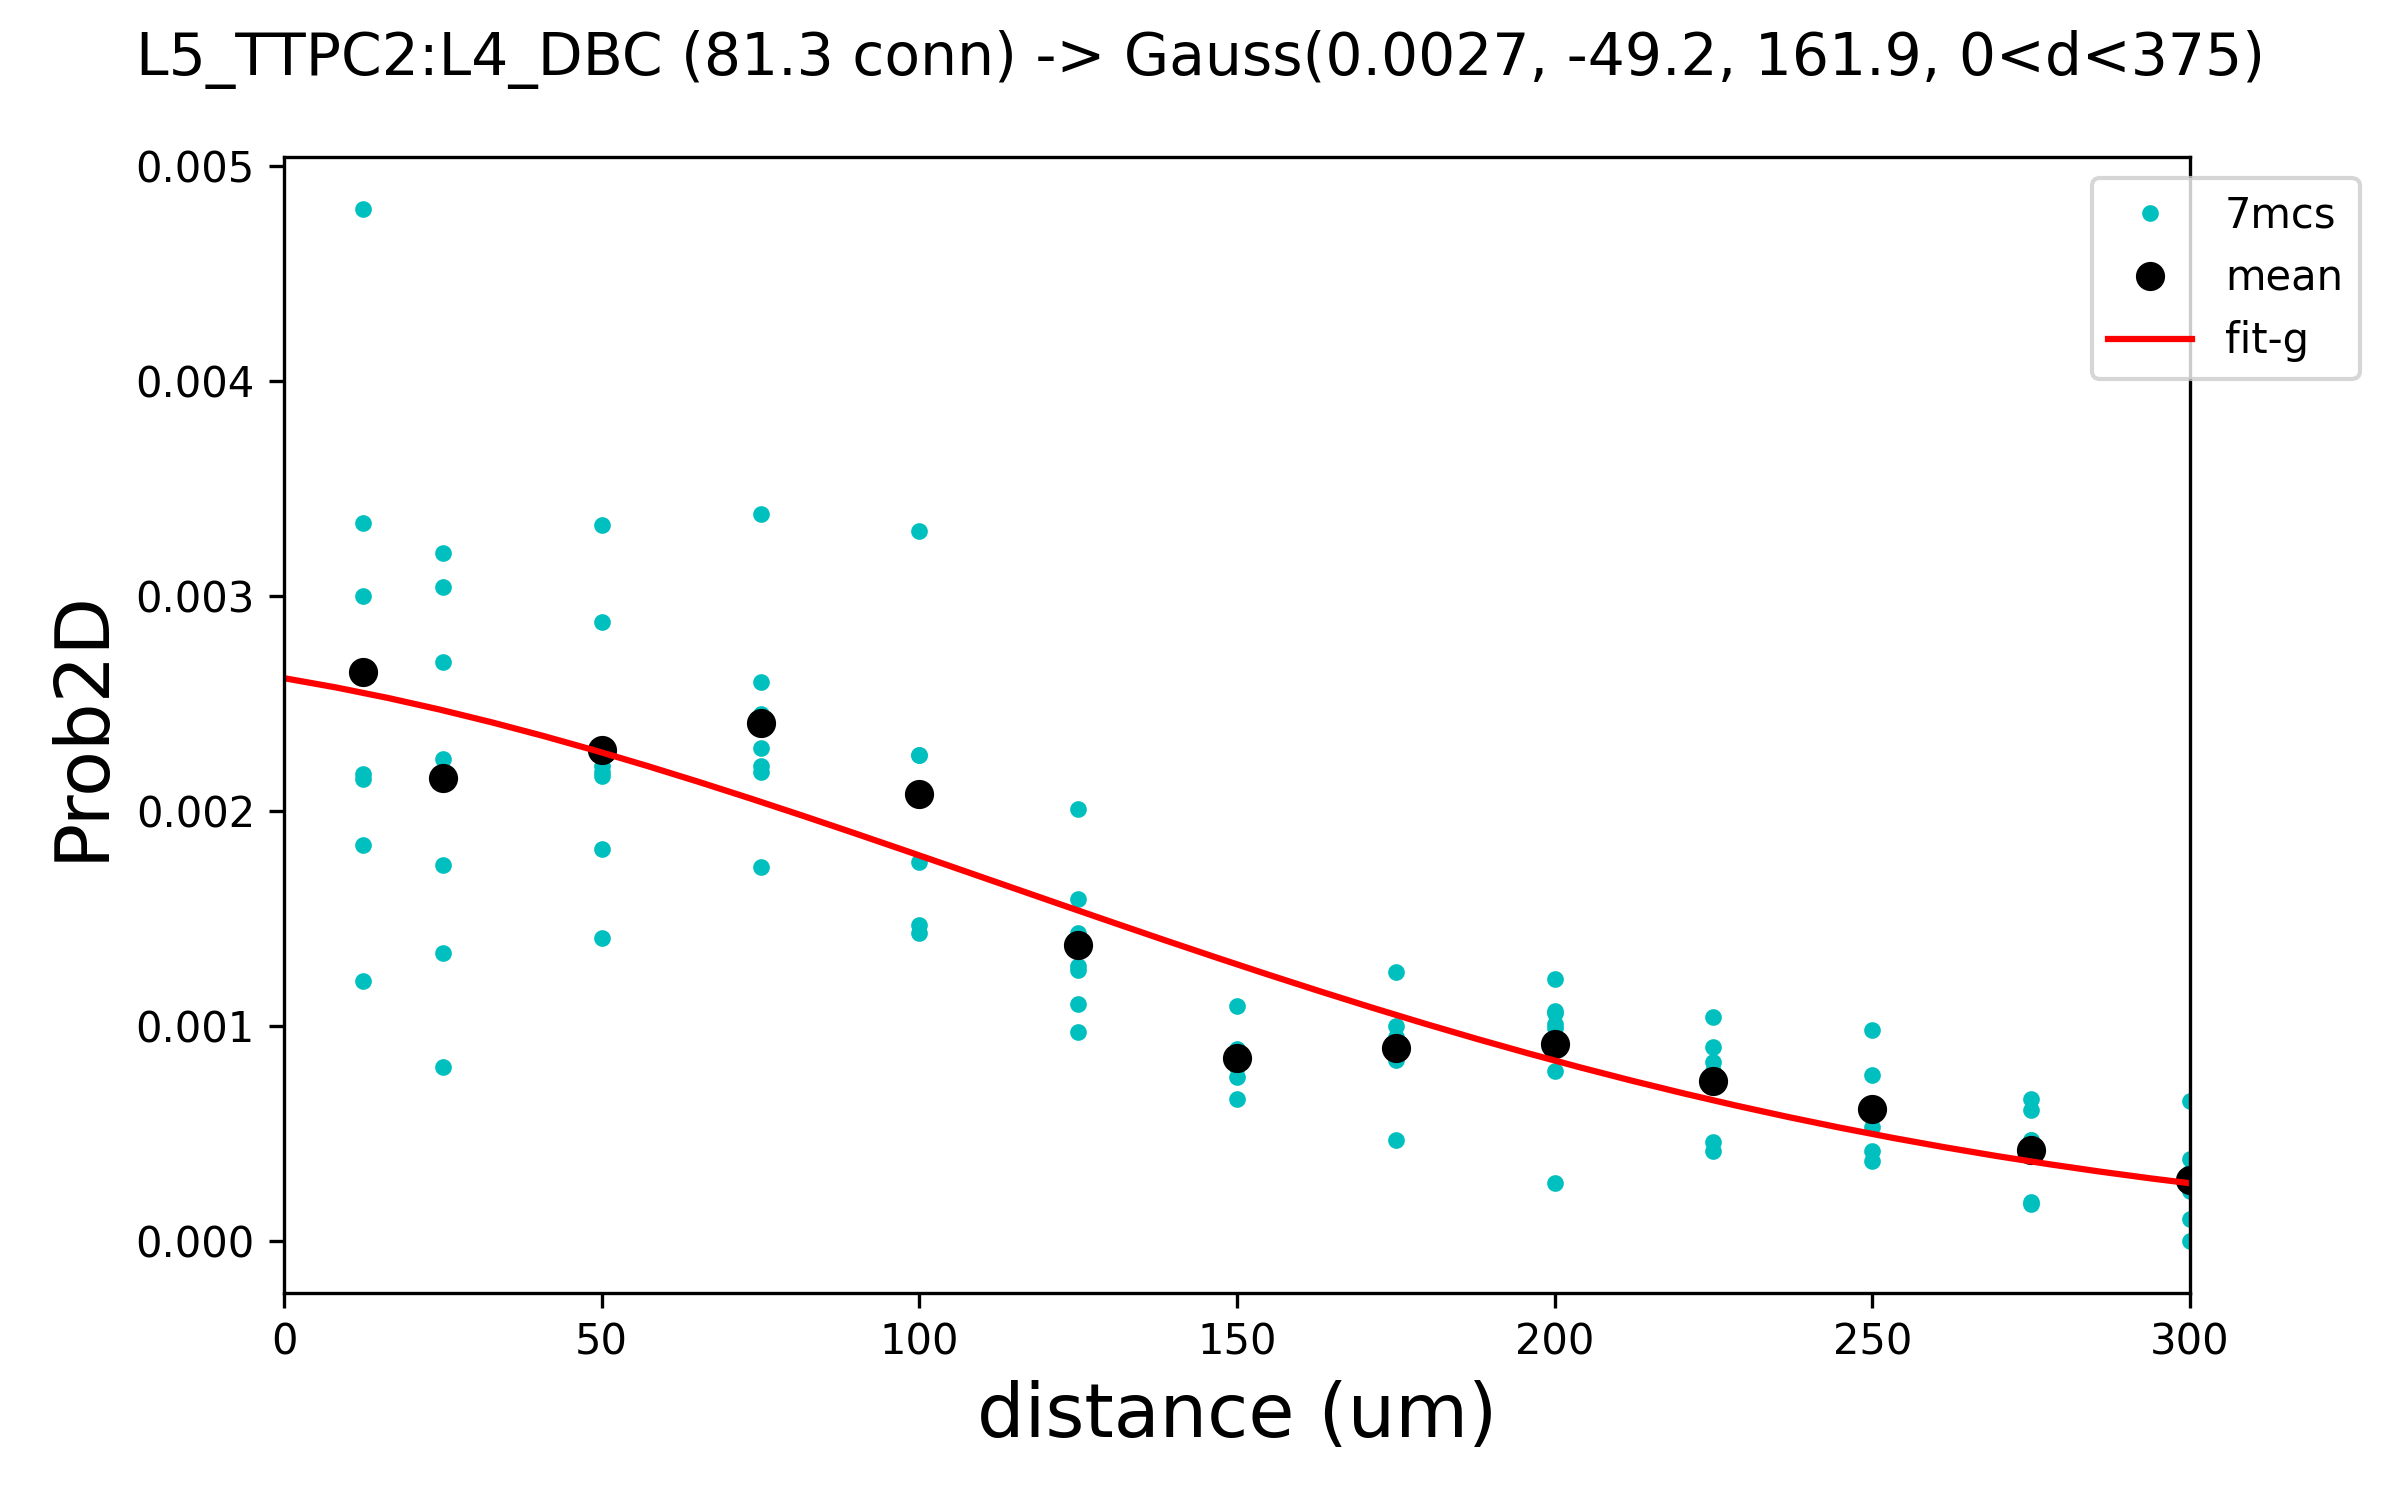 L5_TTPC2:L4_DBC (81.3 conn) -> Gauss(0.0027, -49.2, 161.9, 0<d<375)
0.005
0.004
0.003
0.002
0.001
0.000
Prob2D
7mcs
mean
fit-g
0 50 100 150 200 250 300
distance (um)